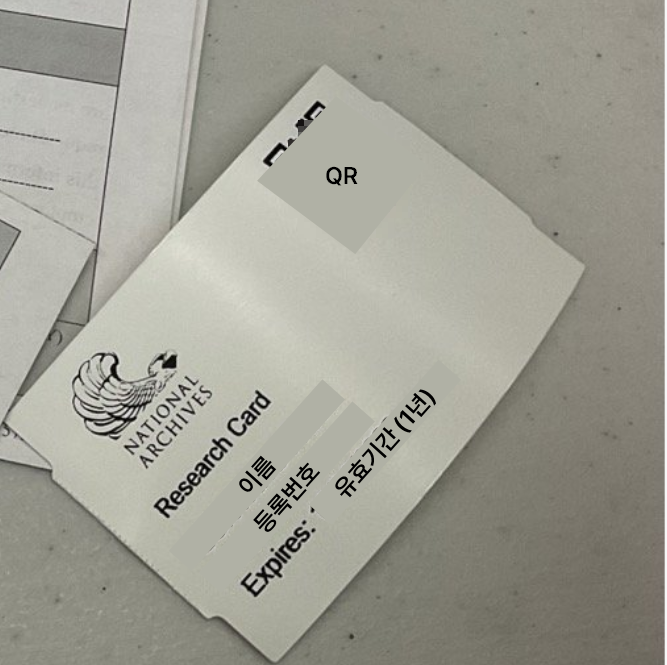 QR
NATIONAL
ARCHIVES
Research Card
이름
등록번호
Expires:
유효기간 (1년)